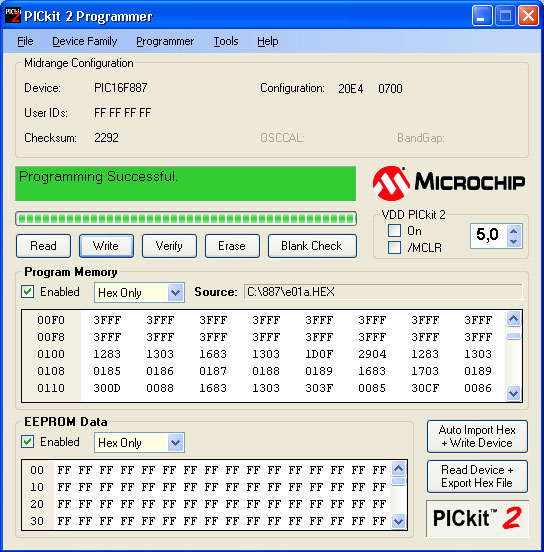 PICkit 2 Programmer
File Device Family Programmer Tools Help
Midrange Configuration
Device: PIC16F887 Configuration: 20E4 0700
User IDs: FF FF FF FF
Checksum: 2292 OSCCAL: BandGap:
Programming Successful.
MICROCHIP
VDD PICkit 2
On
/MCLR
5,0
Read Write Verify Erase Blank Check
Program Memory
Enabled Hex Only Source: C:\887\e01a.HEX
00F0 3FFF 3FFF 3FFF 3FFF 3FFF 3FFF 3FFF 3FFF
00F8 3FFF 3FFF 3FFF 3FFF 3FFF 3FFF 3FFF 3FFF
0100 1283 1303 1683 1303 1D0F 2904 1283 1303
0108 0185 0186 0187 0188 0189 1683 1703 0189
0110 300D 0088 1683 1303 303F 0085 30CF 0086
EEPROM Data
Enabled Hex Only
00 FF FF FF FF FF FF FF FF FF FF FF FF FF FF FF FF
10 FF FF FF FF FF FF FF FF FF FF FF FF FF FF FF FF
20 FF FF FF FF FF FF FF FF FF FF FF FF FF FF FF FF
30 FF FF FF FF FF FF FF FF FF FF FF FF FF FF FF FF
Auto Import Hex
+ Write Device
Read Device +
Export Hex File
PICkit™ 2